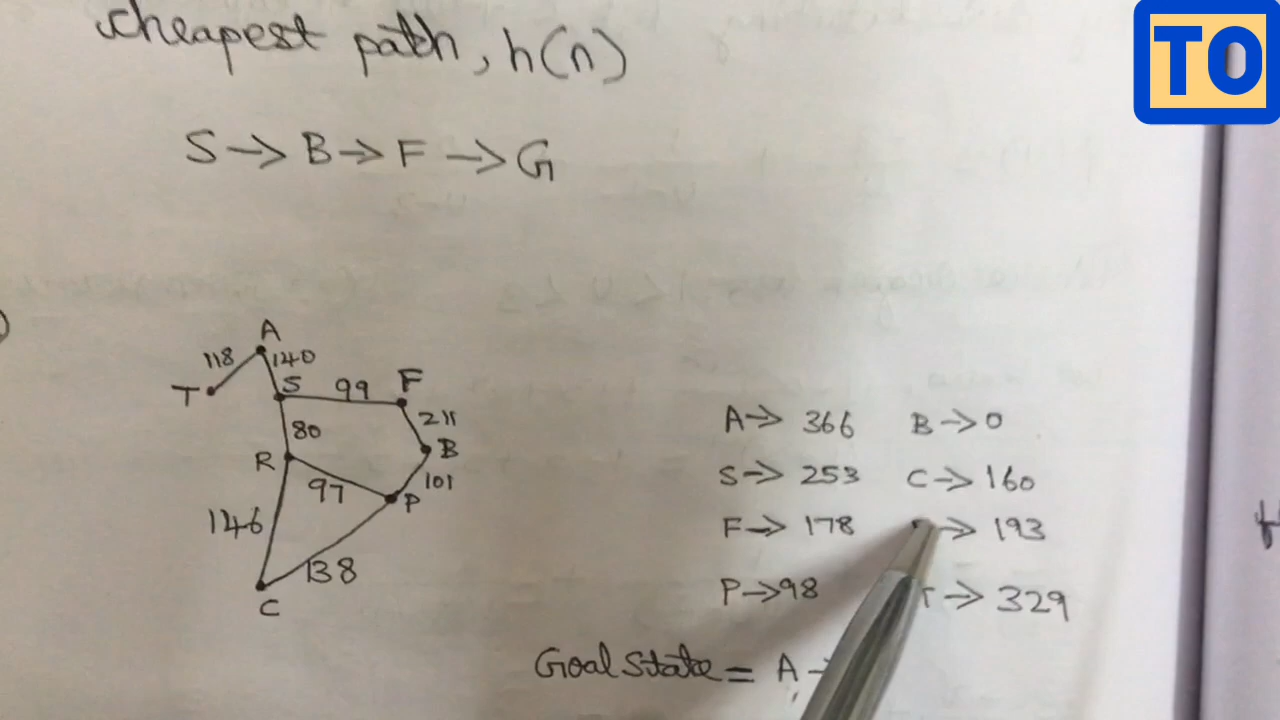 TO
cheapest path, h(n)
S → B → F → G
A
118
140
T
S
99
F
80
211
B
R
97
101
P
146
138
C
A → 366 B → 0
S → 253 C → 160
F → 178 → 193
P → 98 T → 329
Goal State = A →